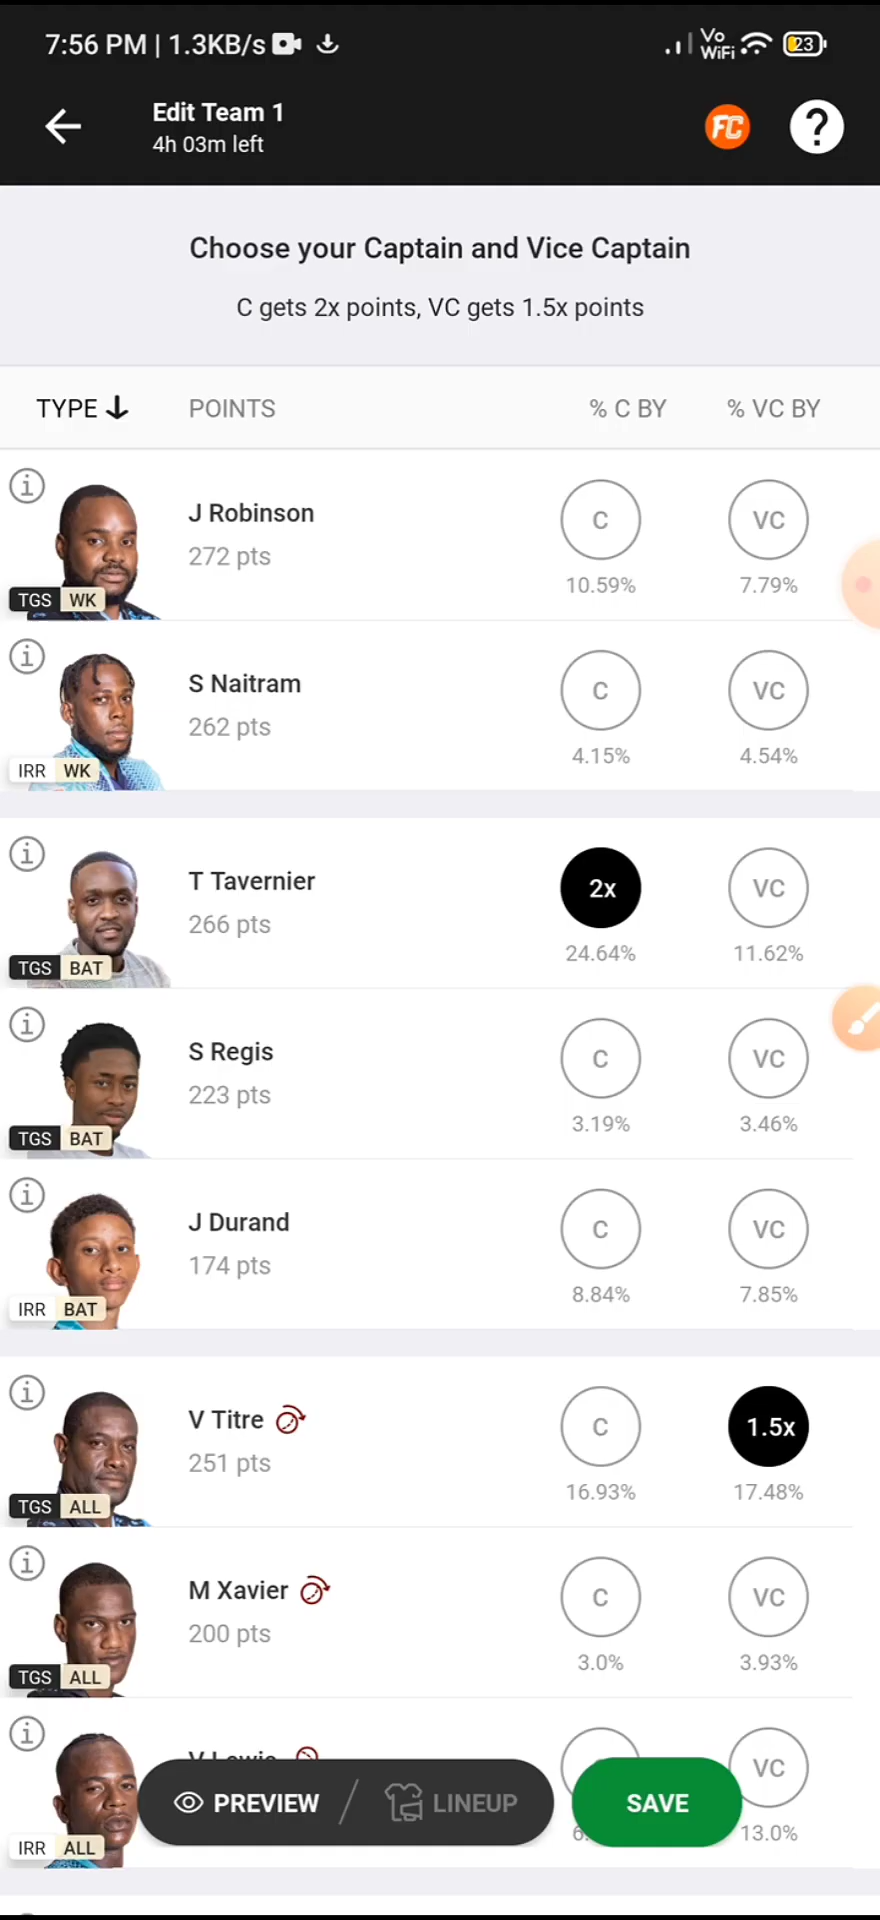 7:56 PM | 1.3KB/s
Vo WiFi 23
Edit Team 1
4h 03m left
FC ?
Choose your Captain and Vice Captain
C gets 2x points, VC gets 1.5x points
TYPE POINTS % C BY % VC BY
J Robinson
272 pts
C VC
10.59% 7.79%
TGS WK
S Naitram
262 pts
C VC
4.15% 4.54%
IRR WK
T Tavernier
266 pts
2x VC
24.64% 11.62%
TGS BAT
S Regis
223 pts
C VC
3.19% 3.46%
TGS BAT
J Durand
174 pts
C VC
8.84% 7.85%
IRR BAT
V Titre
251 pts
C 1.5x
16.93% 17.48%
TGS ALL
M Xavier
200 pts
C VC
3.0% 3.93%
TGS ALL
V Lewis
VC
PREVIEW / LINEUP SAVE
13.0%
IRR ALL